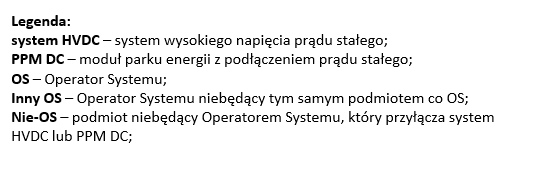 Legenda:
system HVDC – system wysokiego napięcia prądu stałego;
PPM DC – moduł parku energii z podłączeniem prądu stałego;
OS – Operator Systemu;
Inny OS – Operator Systemu niebędący tym samym podmiotem co OS;
Nie-OS – podmiot niebędący Operatorem Systemu, który przyłącza system
HVDC lub PPM DC;